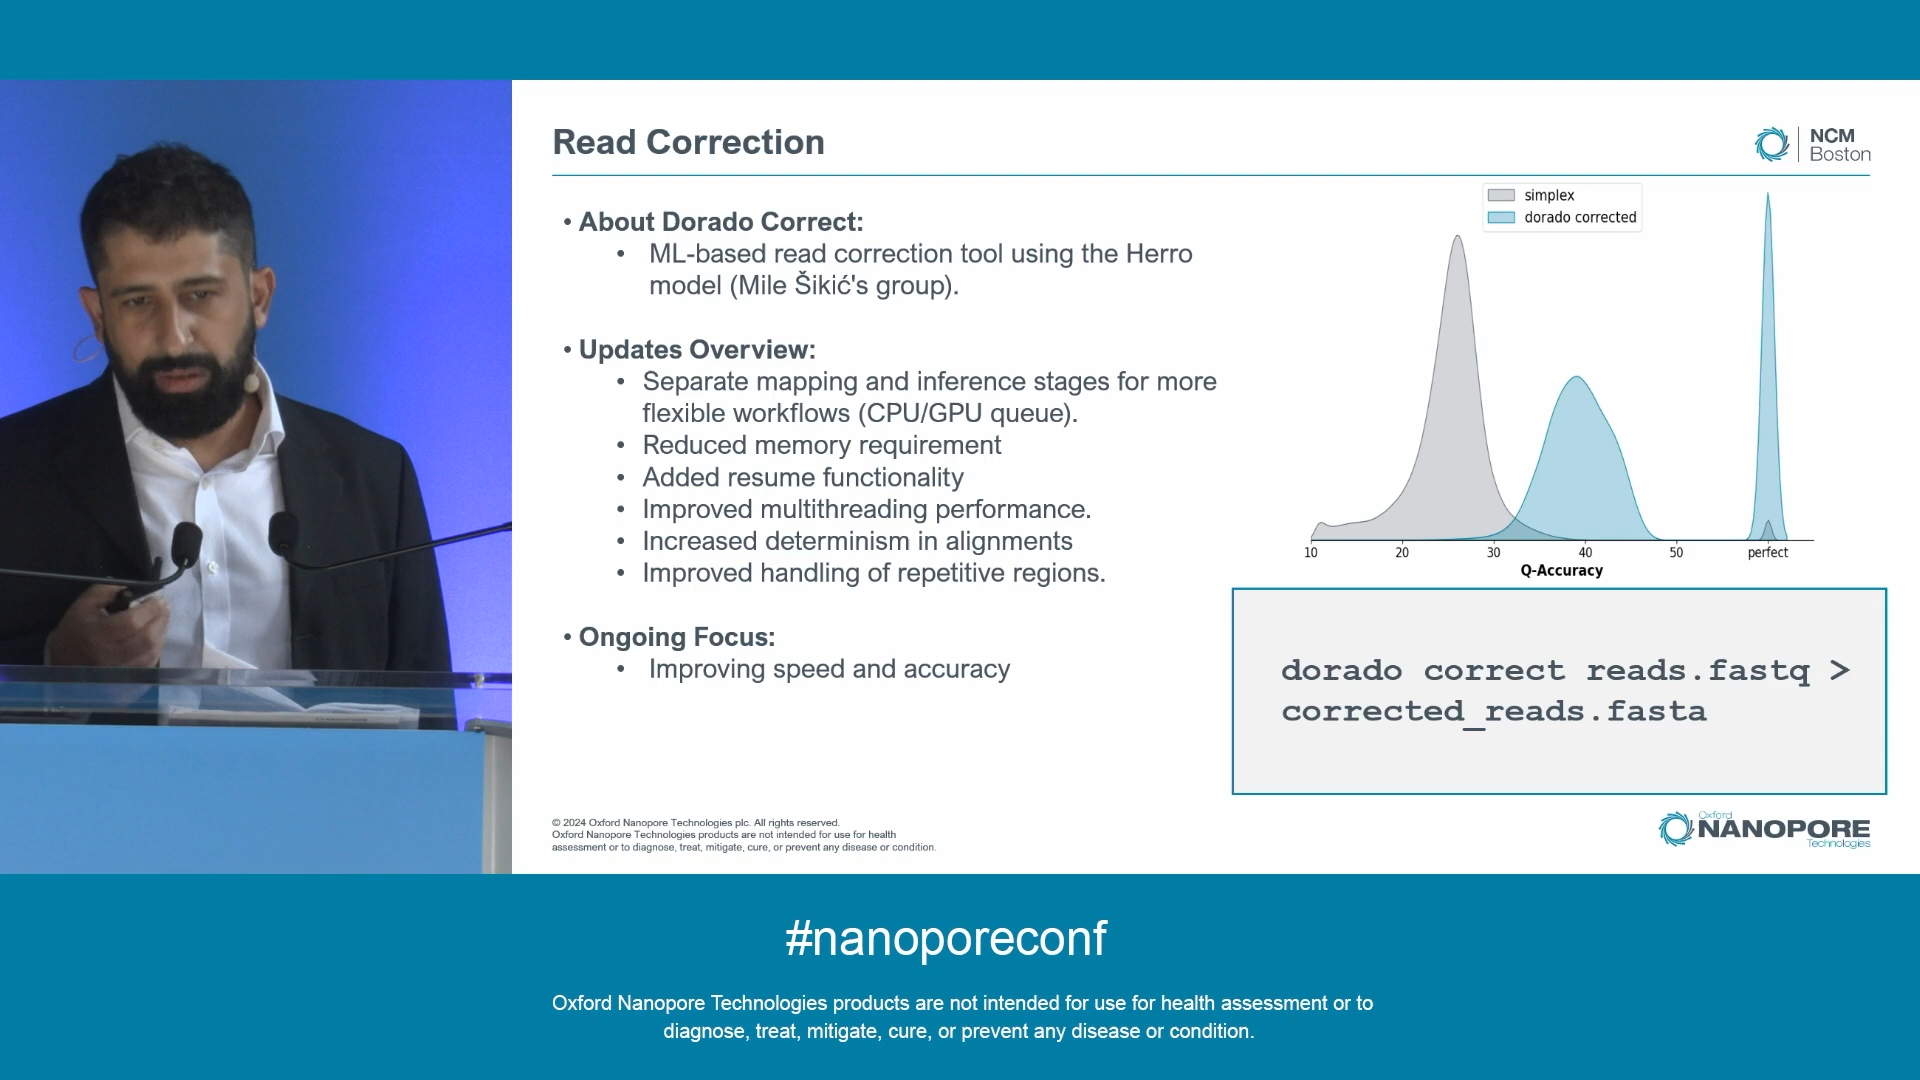 Read Correction
NCM
Boston
• About Dorado Correct:
• ML-based read correction tool using the Herro
model (Mile Šikić's group).
• Updates Overview:
• Separate mapping and inference stages for more
flexible workflows (CPU/GPU queue).
• Reduced memory requirement
• Added resume functionality
• Improved multithreading performance.
• Increased determinism in alignments
• Improved handling of repetitive regions.
• Ongoing Focus:
• Improving speed and accuracy
simplex
dorado corrected
10 20 30 40 50 perfect
Q-Accuracy
dorado correct reads.fastq >
corrected_reads.fasta
© 2024 Oxford Nanopore Technologies plc. All rights reserved.
Oxford Nanopore Technologies products are not intended for use for health
assessment or to diagnose, treat, mitigate, cure, or prevent any disease or condition.
Oxford
NANOPORE
Technologies
#nanoporeconf
Oxford Nanopore Technologies products are not intended for use for health assessment or to
diagnose, treat, mitigate, cure, or prevent any disease or condition.